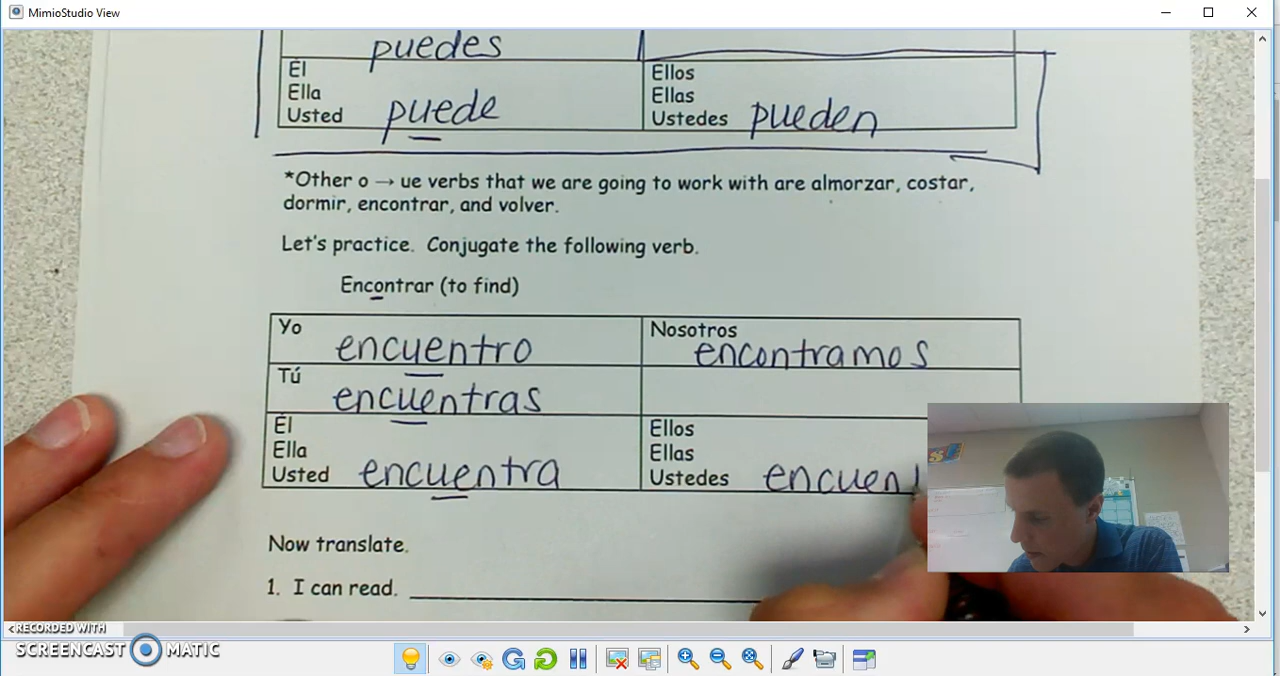 MimioStudio View
puedes
Él
Ella
Usted puede
Ellos
Ellas
Ustedes pueden
*Other o → ue verbs that we are going to work with are almorzar, costar,
dormir, encontrar, and volver.
Let's practice. Conjugate the following verb.
Encontrar (to find)
Yo encuentro
Nosotros encontramos
Tú encuentras
Él
Ella
Usted encuentra
Ellos
Ellas
Ustedes encuen
Now translate.
1. I can read.
RECORDED WITH
SCREENCAST MATIC